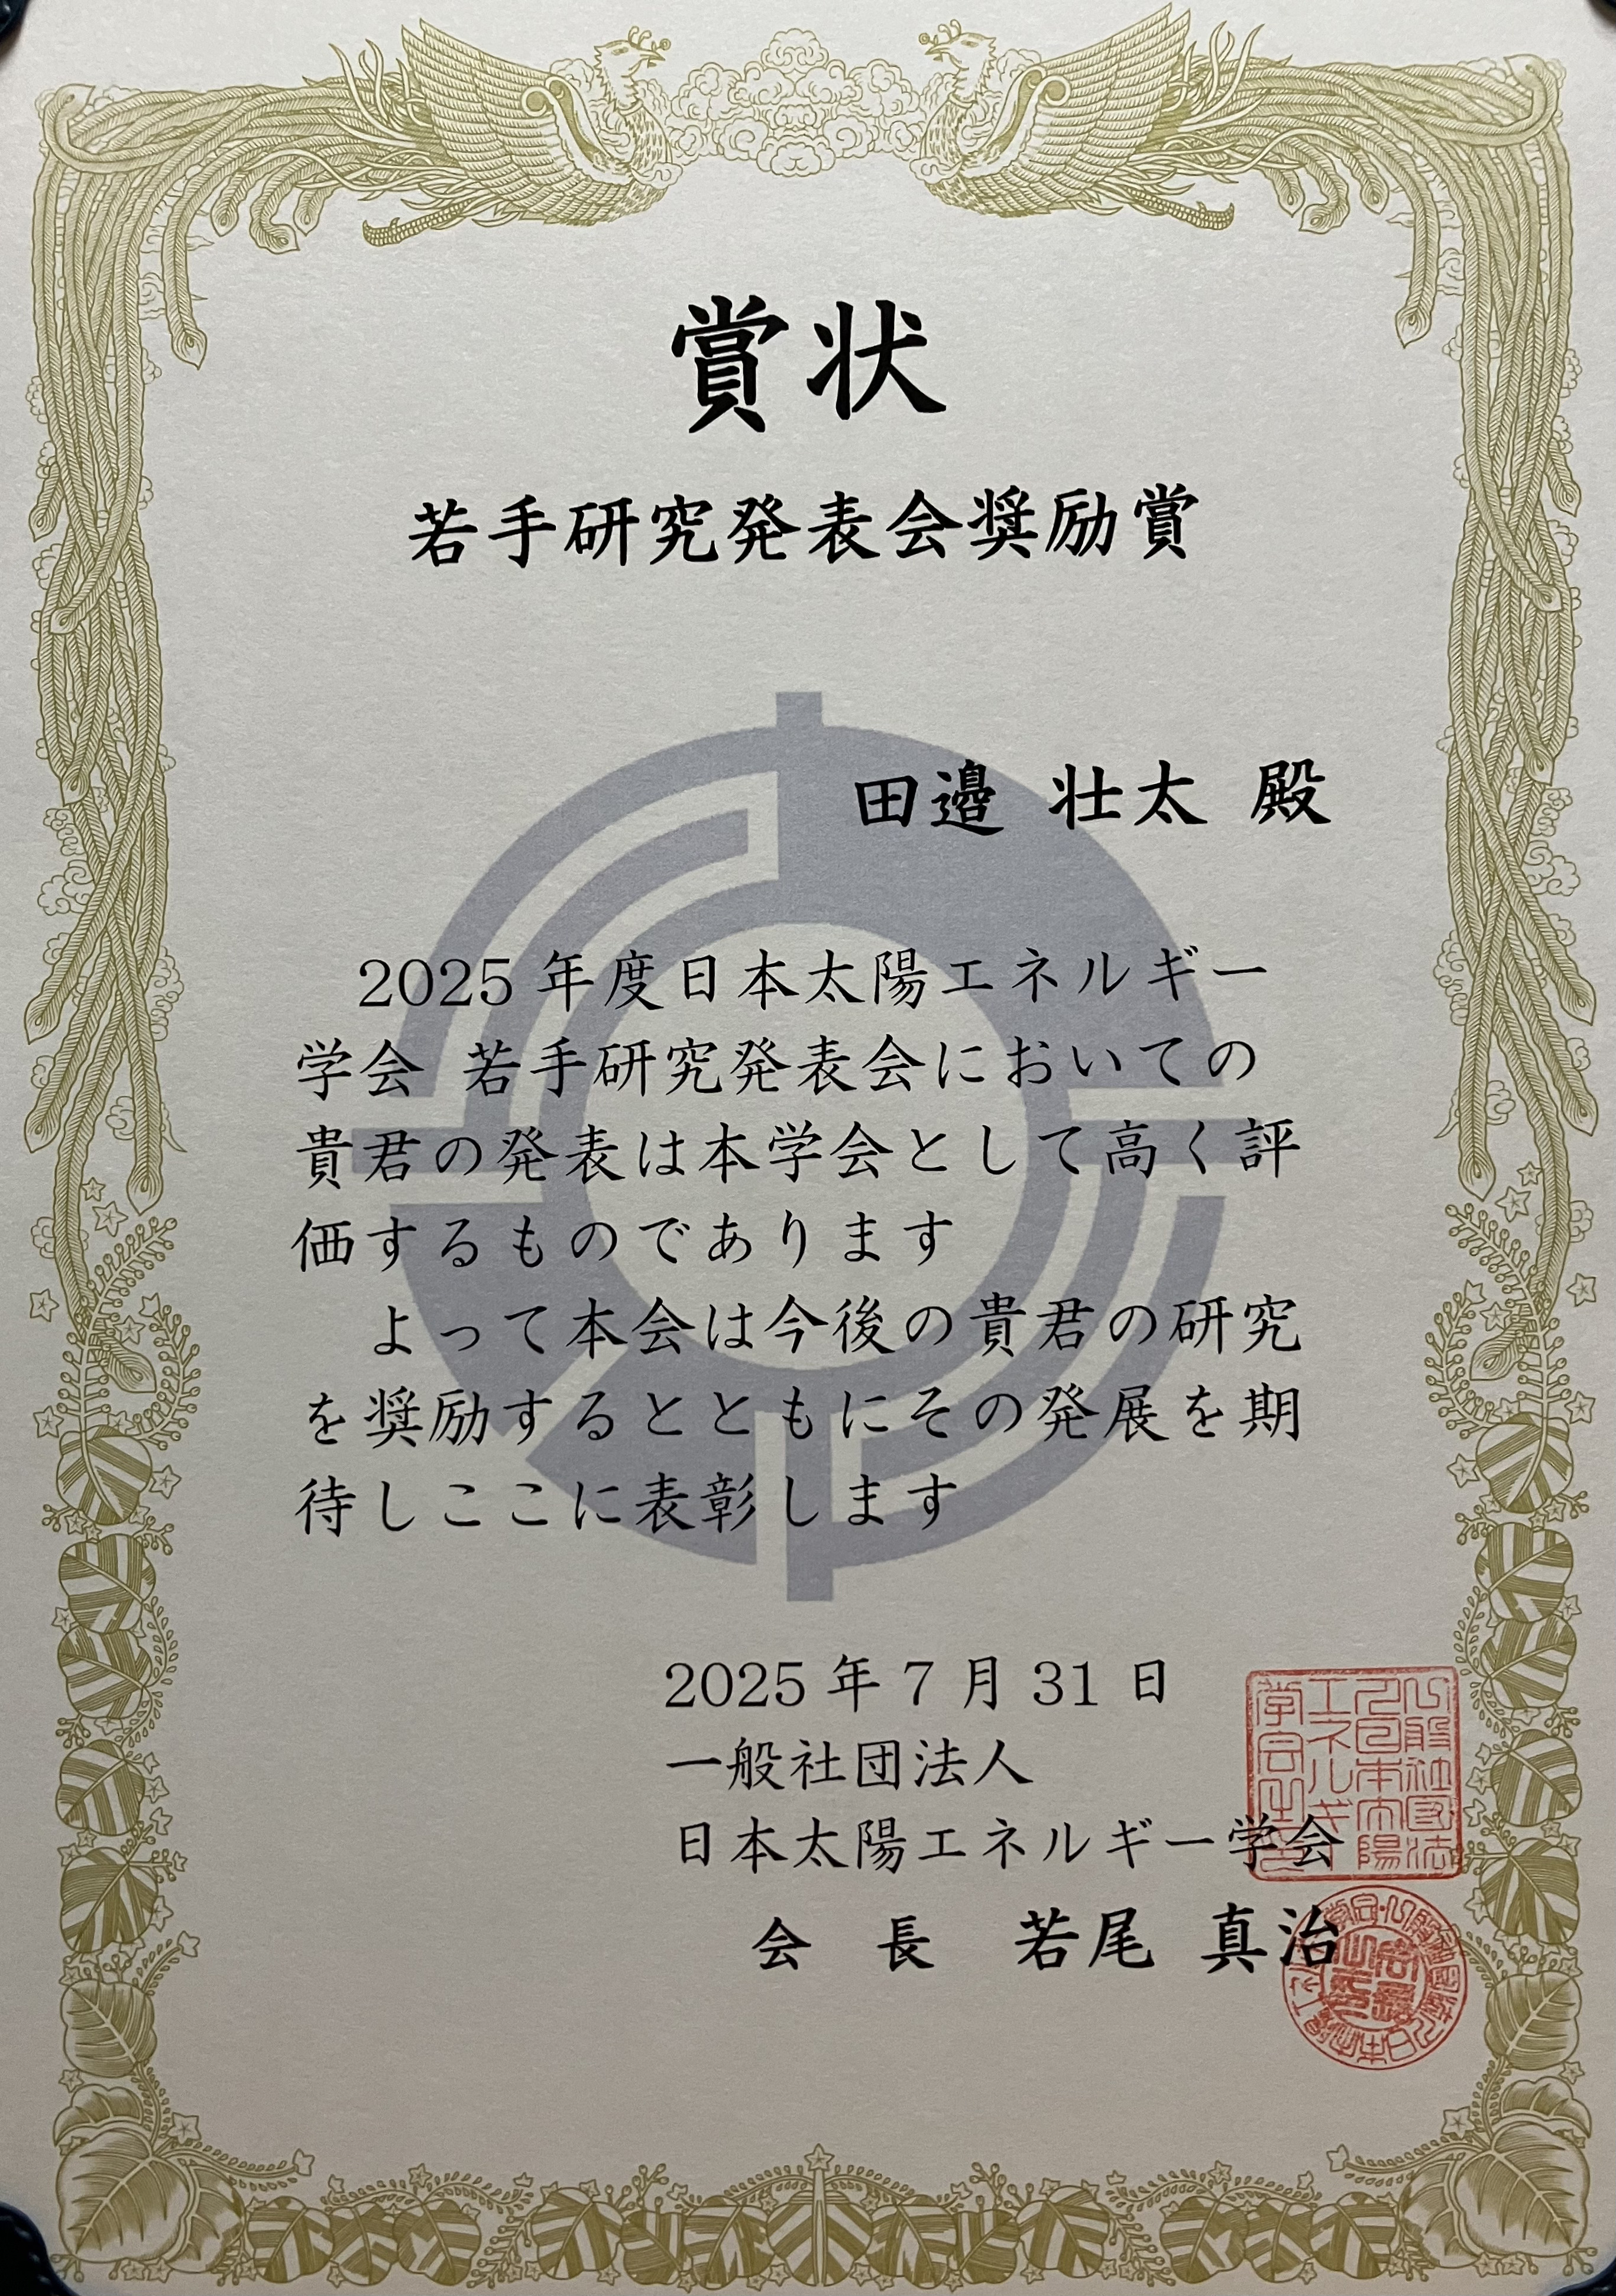 賞状
若手研究発表会奨励賞
田邉 壮太 殿
2025年度日本太陽エネルギー
学会 若手研究発表会においての
貴君の発表は本学会として高く評
価するものであります
よって本会は今後の貴君の研究
を奨励するとともにその発展を期
待しここに表彰します
2025年7月31日
一般社団法人
日本太陽エネルギー学会
会 長 若尾 真治